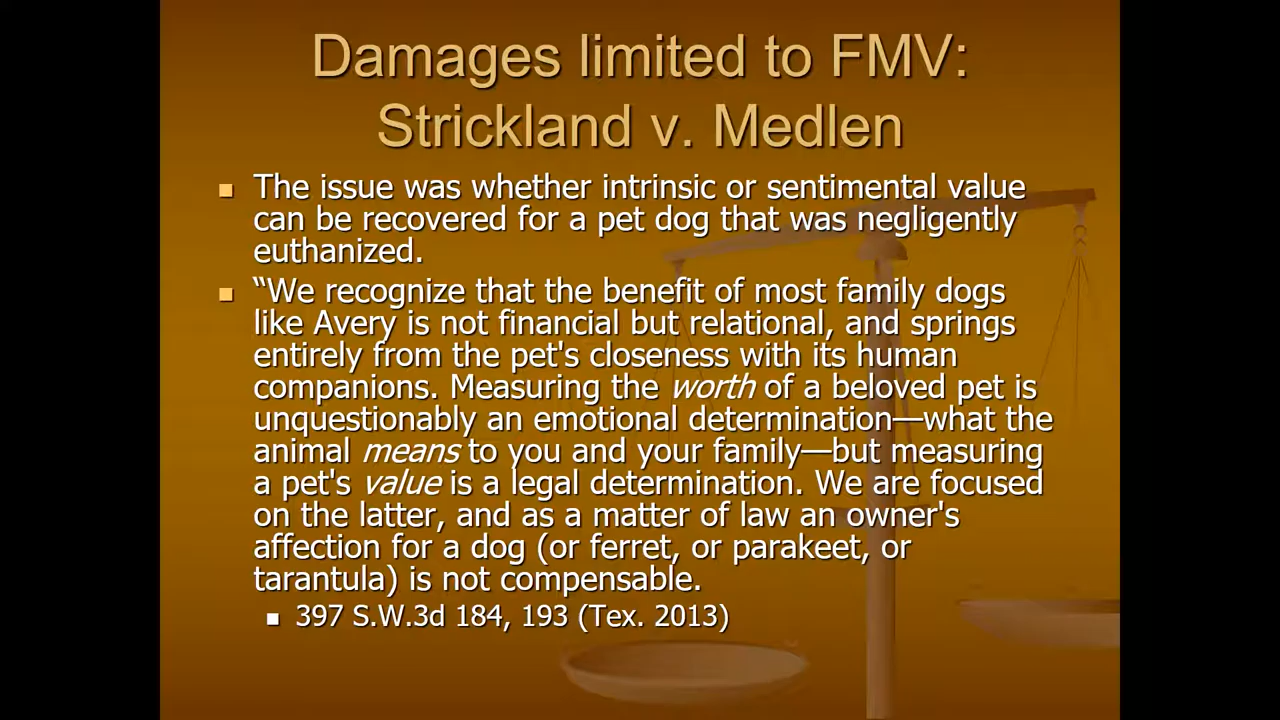 Damages limited to FMV:
Strickland v. Medlen
The issue was whether intrinsic or sentimental value
can be recovered for a pet dog that was negligently
euthanized.
“We recognize that the benefit of most family dogs
like Avery is not financial but relational, and springs
entirely from the pet's closeness with its human
companions. Measuring the worth of a beloved pet is
unquestionably an emotional determination—what the
animal means to you and your family—but measuring
a pet's value is a legal determination. We are focused
on the latter, and as a matter of law an owner's
affection for a dog (or ferret, or parakeet, or
tarantula) is not compensable.
397 S.W.3d 184, 193 (Tex. 2013)